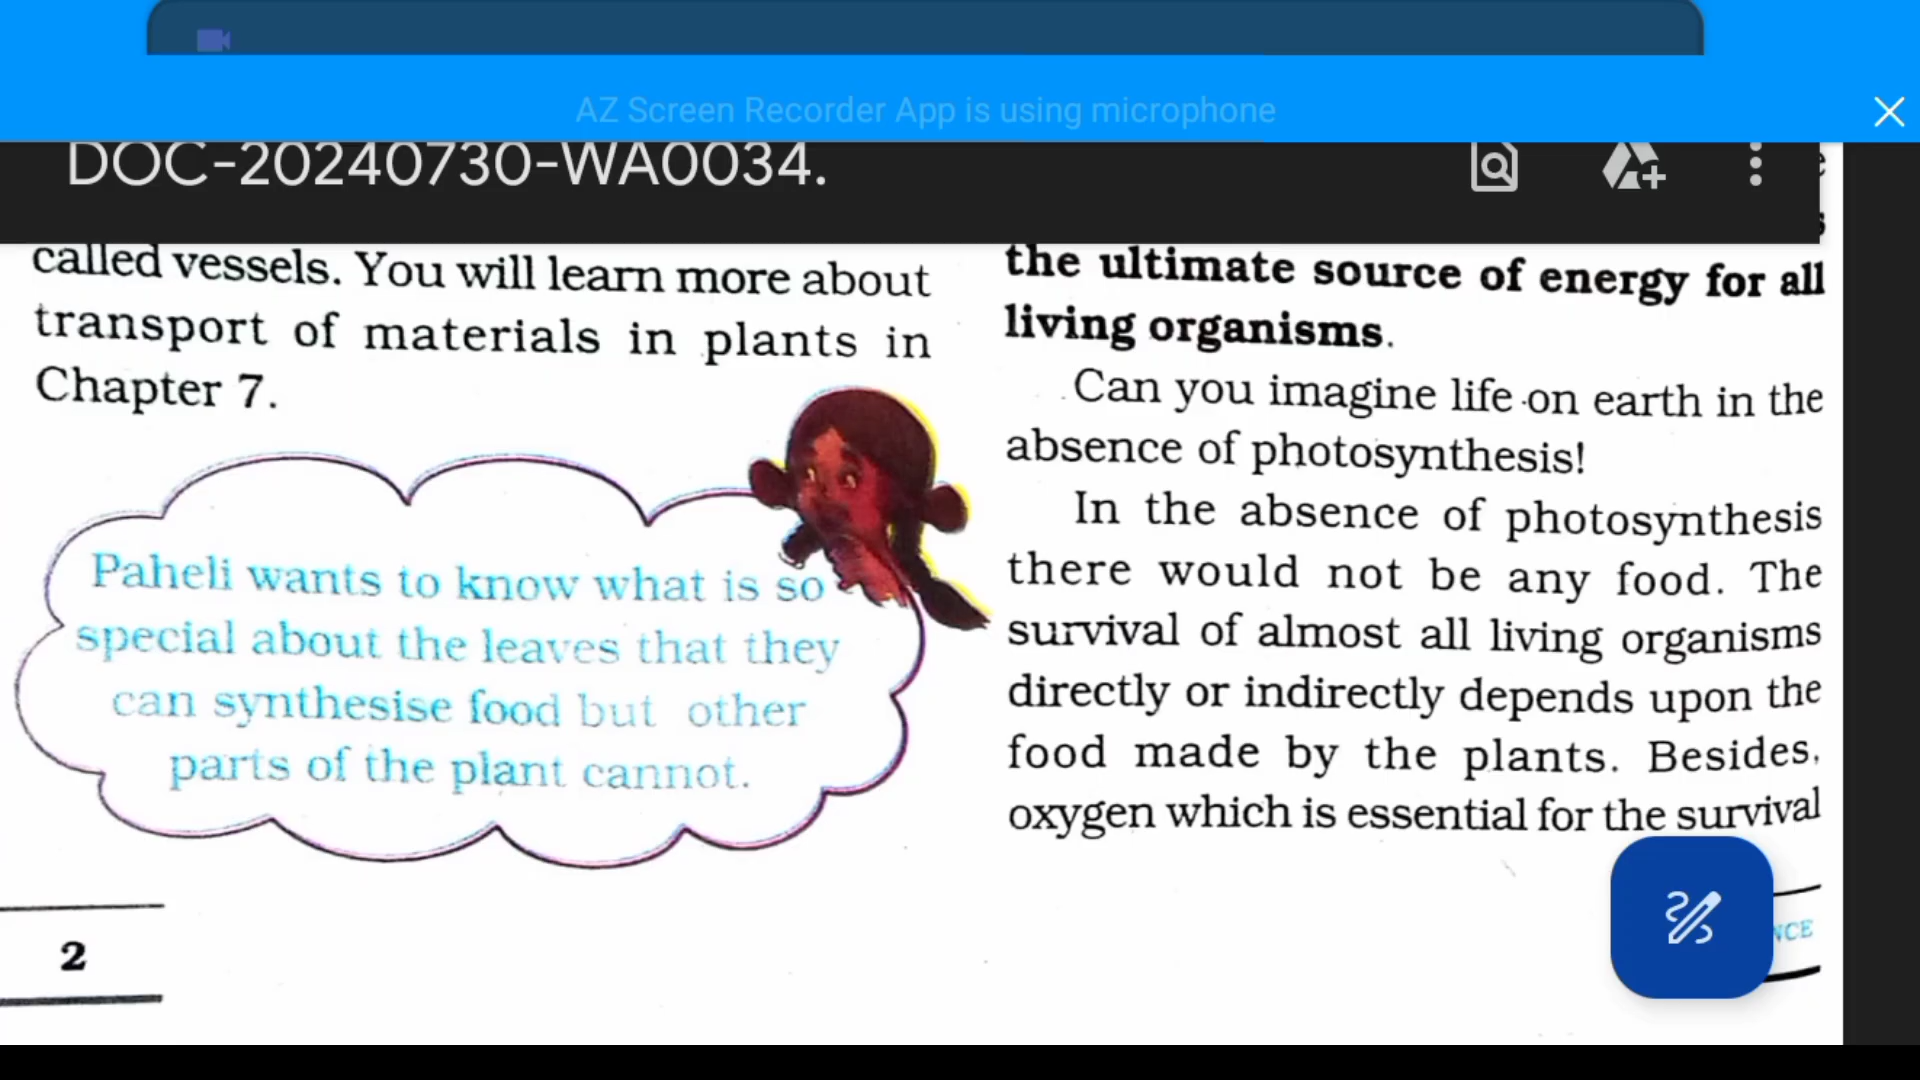 AZ Screen Recorder App is using microphone
DOC-20240730-WA0034.
called vessels. You will learn more about
transport of materials in plants in
Chapter 7.
Paheli wants to know what is so
special about the leaves that they
can synthesise food but other
parts of the plant cannot.
2
the ultimate source of energy for all
living organisms.
Can you imagine life on earth in the
absence of photosynthesis!
In the absence of photosynthesis
there would not be any food. The
survival of almost all living organisms
directly or indirectly depends upon the
food made by the plants. Besides,
oxygen which is essential for the survival